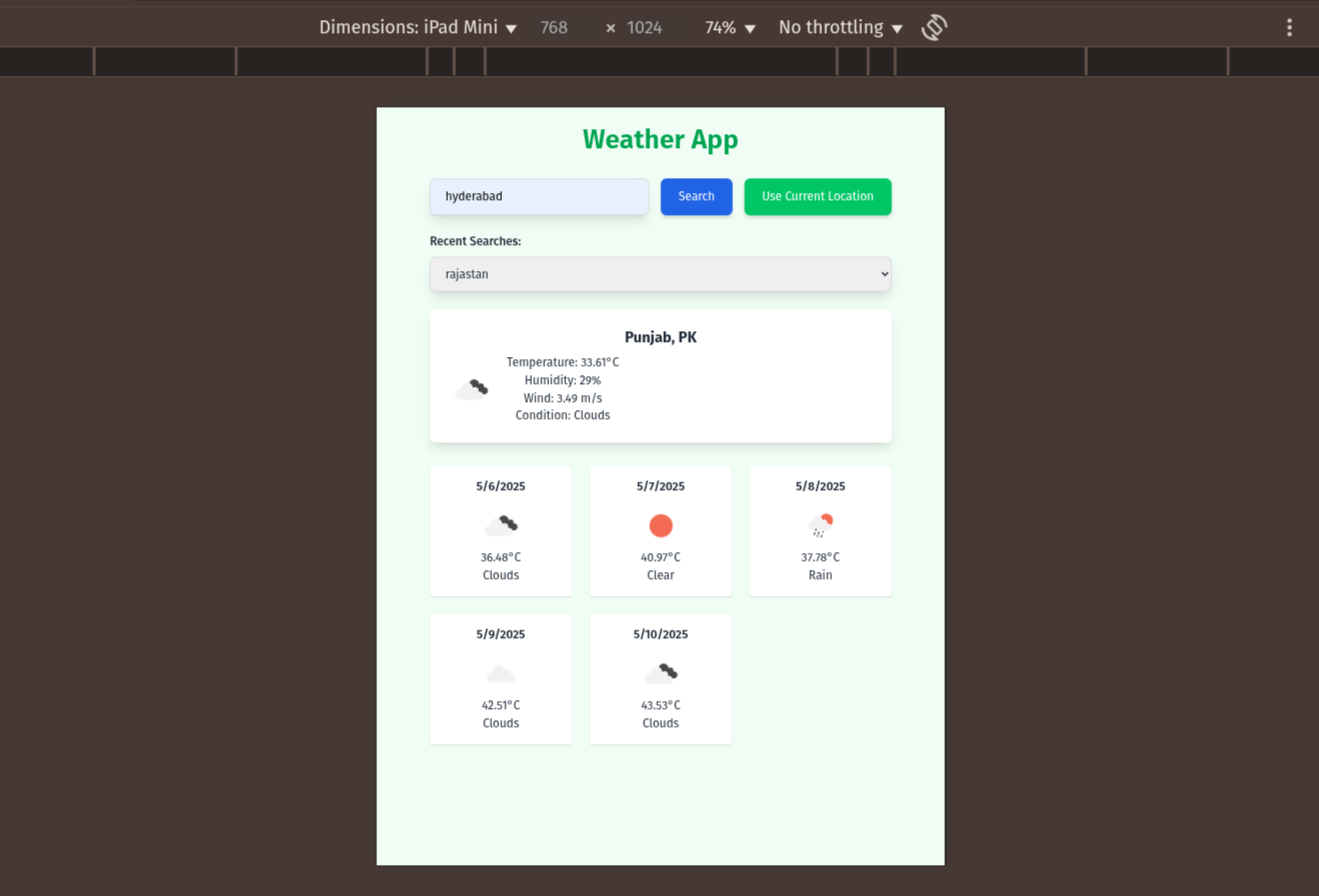 Dimensions: iPad Mini ▼ 768 × 1024 74% ▼ No throttling ▼
Weather App
hyderabad Search Use Current Location
Recent Searches:
rajastan
Punjab, PK
Temperature: 33.61°C
Humidity: 29%
Wind: 3.49 m/s
Condition: Clouds
5/6/2025
36.48°C
Clouds
5/7/2025
40.97°C
Clear
5/8/2025
37.78°C
Rain
5/9/2025
42.51°C
Clouds
5/10/2025
43.53°C
Clouds